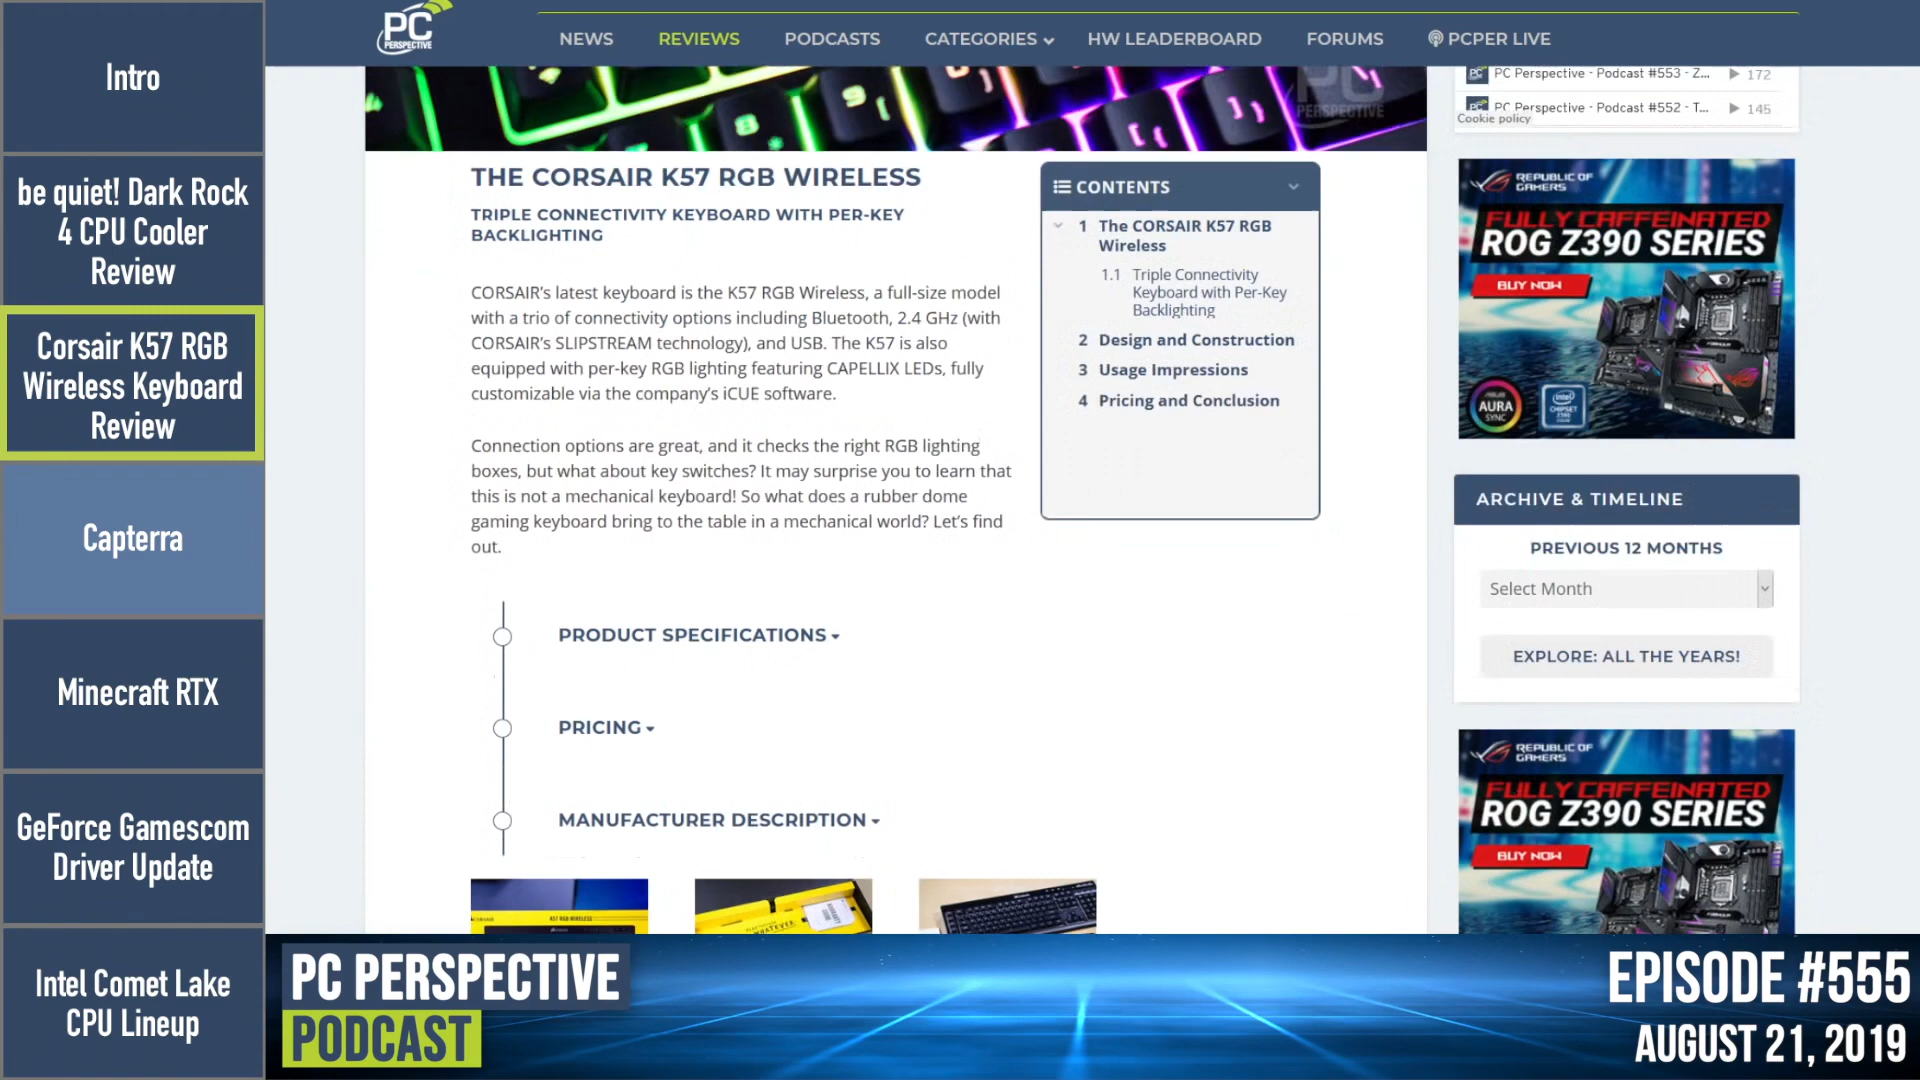 Intro
be quiet! Dark Rock
4 CPU Cooler
Review
Corsair K57 RGB
Wireless Keyboard
Review
Capterra
Minecraft RTX
GeForce Gamescom
Driver Update
Intel Comet Lake
CPU Lineup
PC
PERSPECTIVE
NEWS
REVIEWS
PODCASTS
CATEGORIES
HW LEADERBOARD
FORUMS
PCPER LIVE
PC
PERSPECTIVE
THE CORSAIR K57 RGB WIRELESS
TRIPLE CONNECTIVITY KEYBOARD WITH PER-KEY
BACKLIGHTING
CORSAIR's latest keyboard is the K57 RGB Wireless, a full-size model
with a trio of connectivity options including Bluetooth, 2.4 GHz (with
CORSAIR's SLIPSTREAM technology), and USB. The K57 is also
equipped with per-key RGB lighting featuring CAPELLIX LEDs, fully
customizable via the company's iCUE software.
Connection options are great, and it checks the right RGB lighting
boxes, but what about key switches? It may surprise you to learn that
this is not a mechanical keyboard! So what does a rubber dome
gaming keyboard bring to the table in a mechanical world? Let's find
out.
CONTENTS
1 The CORSAIR K57 RGB
Wireless
1.1 Triple Connectivity
Keyboard with Per-Key
Backlighting
2 Design and Construction
3 Usage Impressions
4 Pricing and Conclusion
PRODUCT SPECIFICATIONS
PRICING
MANUFACTURER DESCRIPTION
K57 RGB WIRELESS
PC Perspective - Podcast #553 - Z... 172
PC Perspective - Podcast #552 - T... 145
Cookie policy
REPUBLIC OF
GAMERS
FULLY CAFFEINATED
ROG Z390 SERIES
BUY NOW
AURA
SYNC
intel
CHIPSET
Z390
ARCHIVE & TIMELINE
PREVIOUS 12 MONTHS
Select Month
EXPLORE: ALL THE YEARS!
REPUBLIC OF
GAMERS
FULLY CAFFEINATED
ROG Z390 SERIES
BUY NOW
PC PERSPECTIVE
PODCAST
EPISODE #555
AUGUST 21, 2019